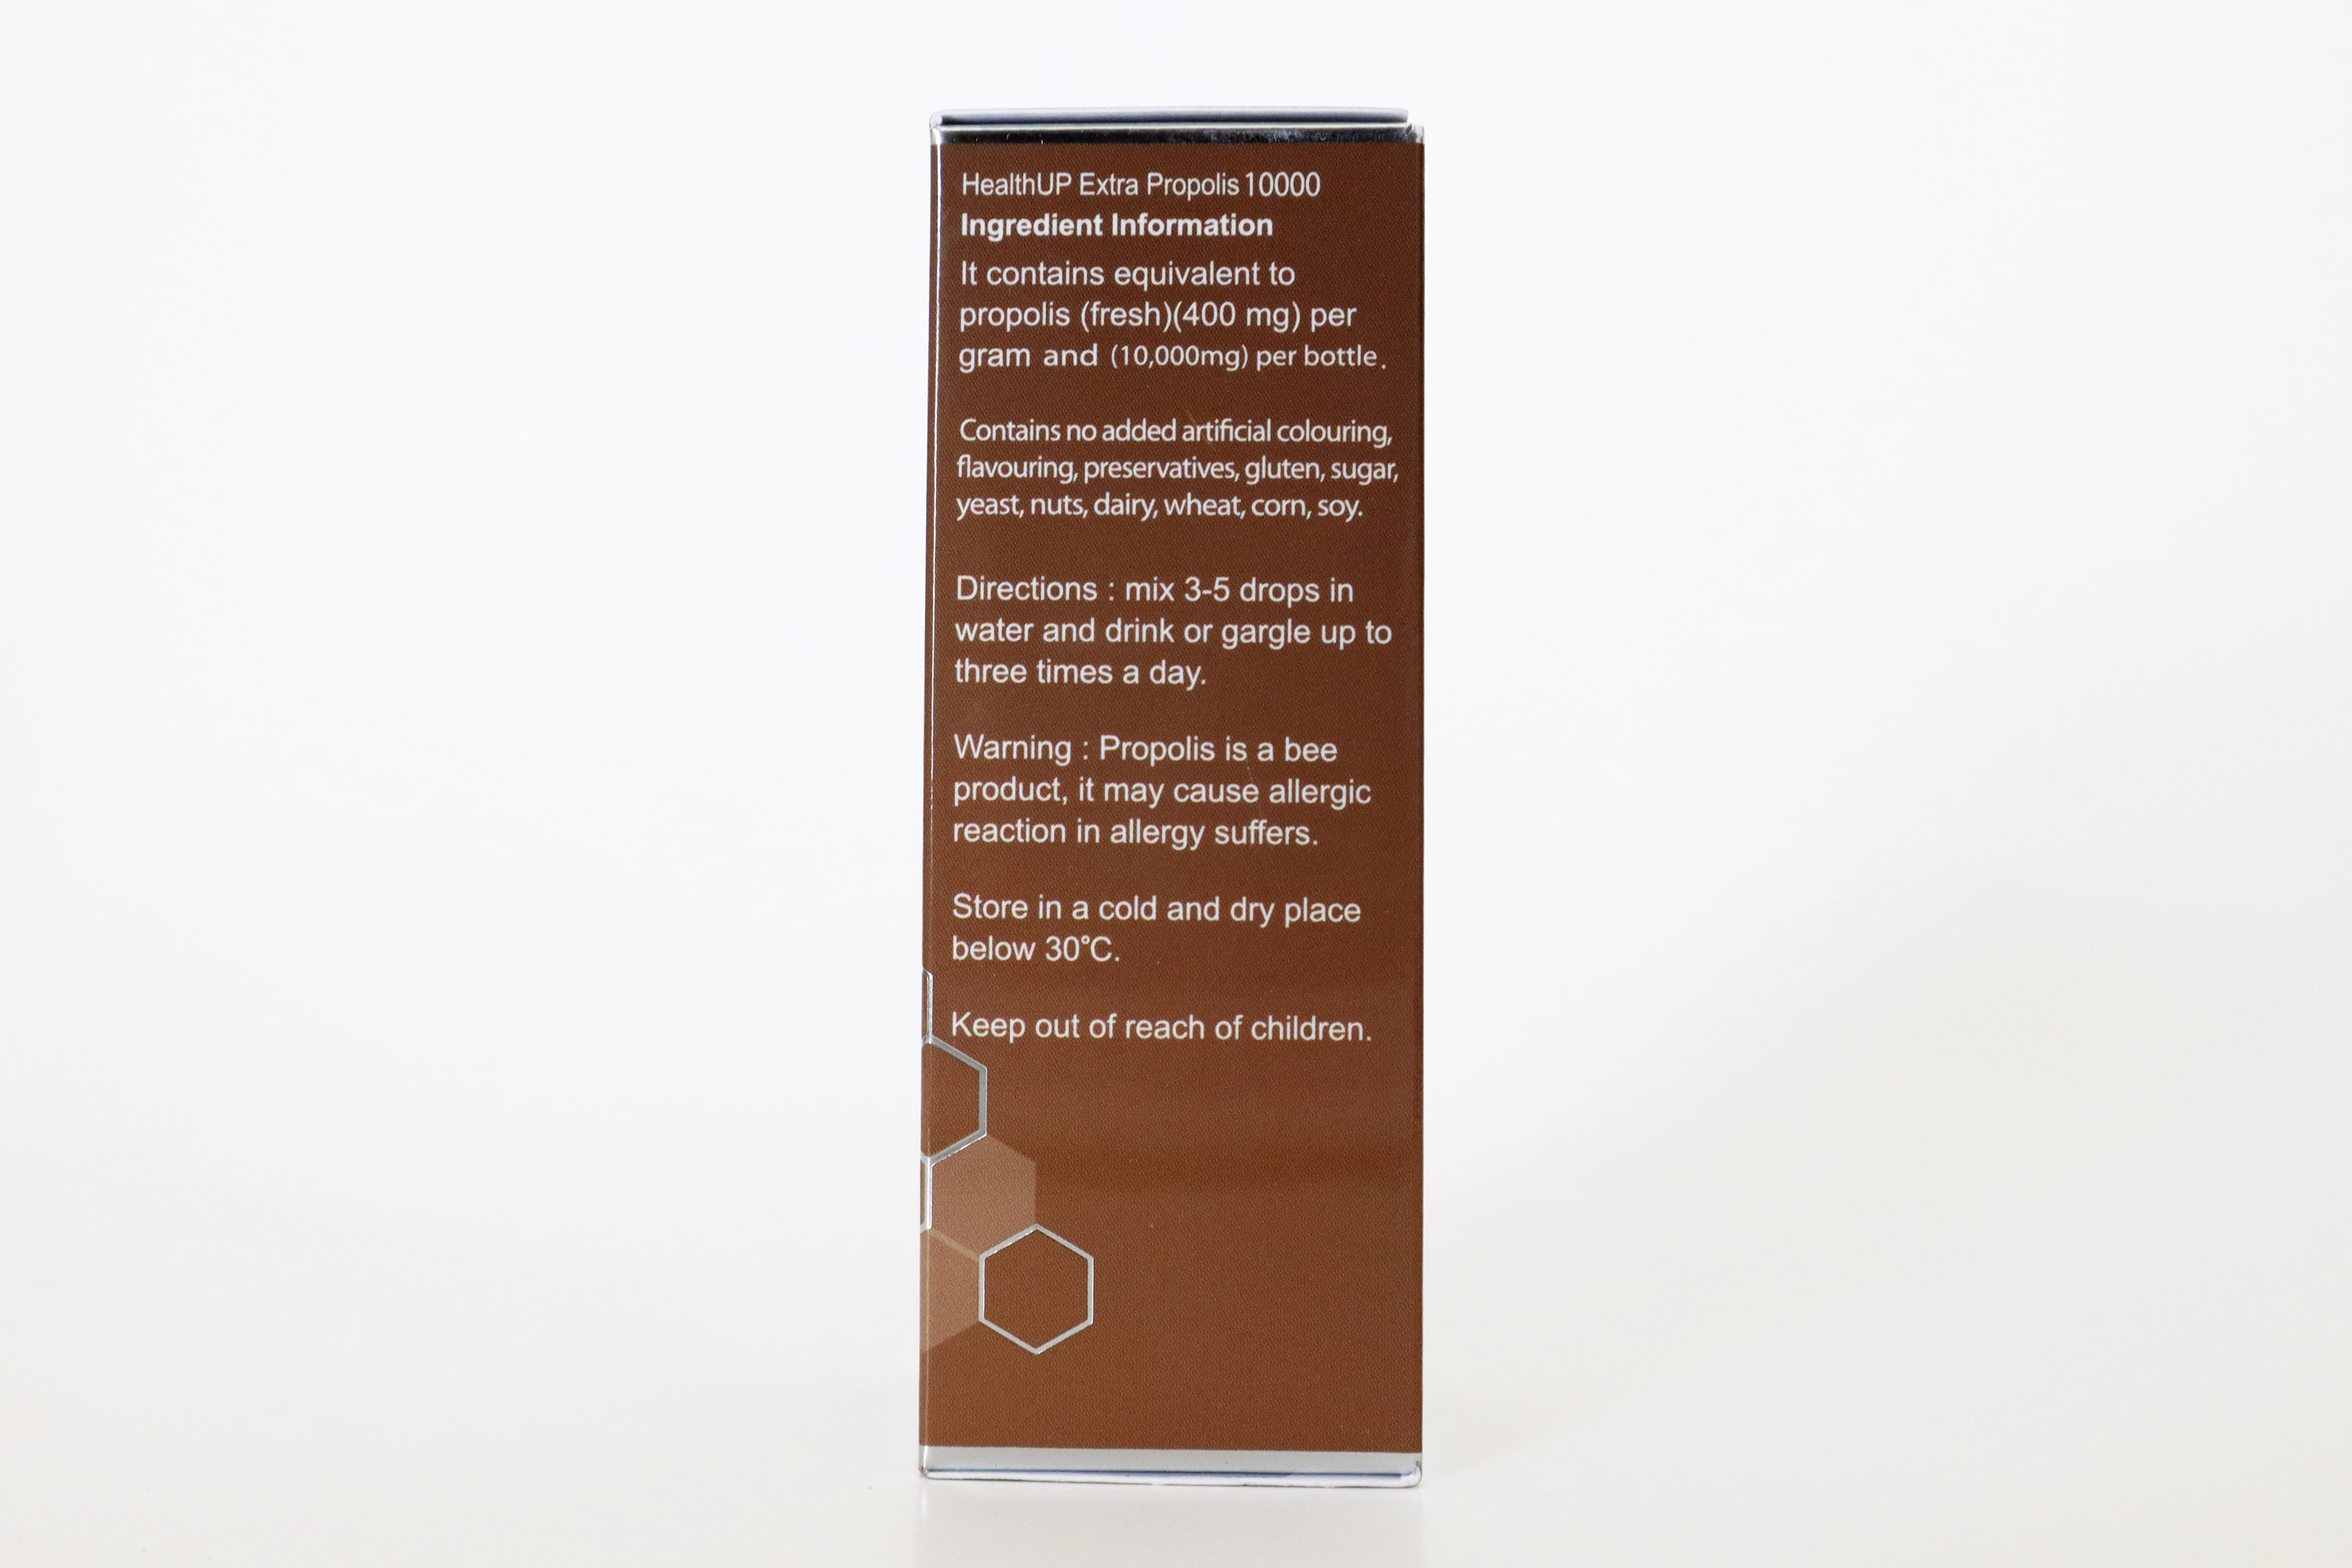 HealthUP Extra Propolis 10000
Ingredient Information
It contains equivalent to
propolis (fresh)(400 mg) per
gram and (10,000mg) per bottle.
Contains no added artificial colouring,
flavouring, preservatives, gluten, sugar,
yeast, nuts, dairy, wheat, corn, soy.
Directions : mix 3-5 drops in
water and drink or gargle up to
three times a day.
Warning : Propolis is a bee
product, it may cause allergic
reaction in allergy suffers.
Store in a cold and dry place
below 30°C.
Keep out of reach of children.